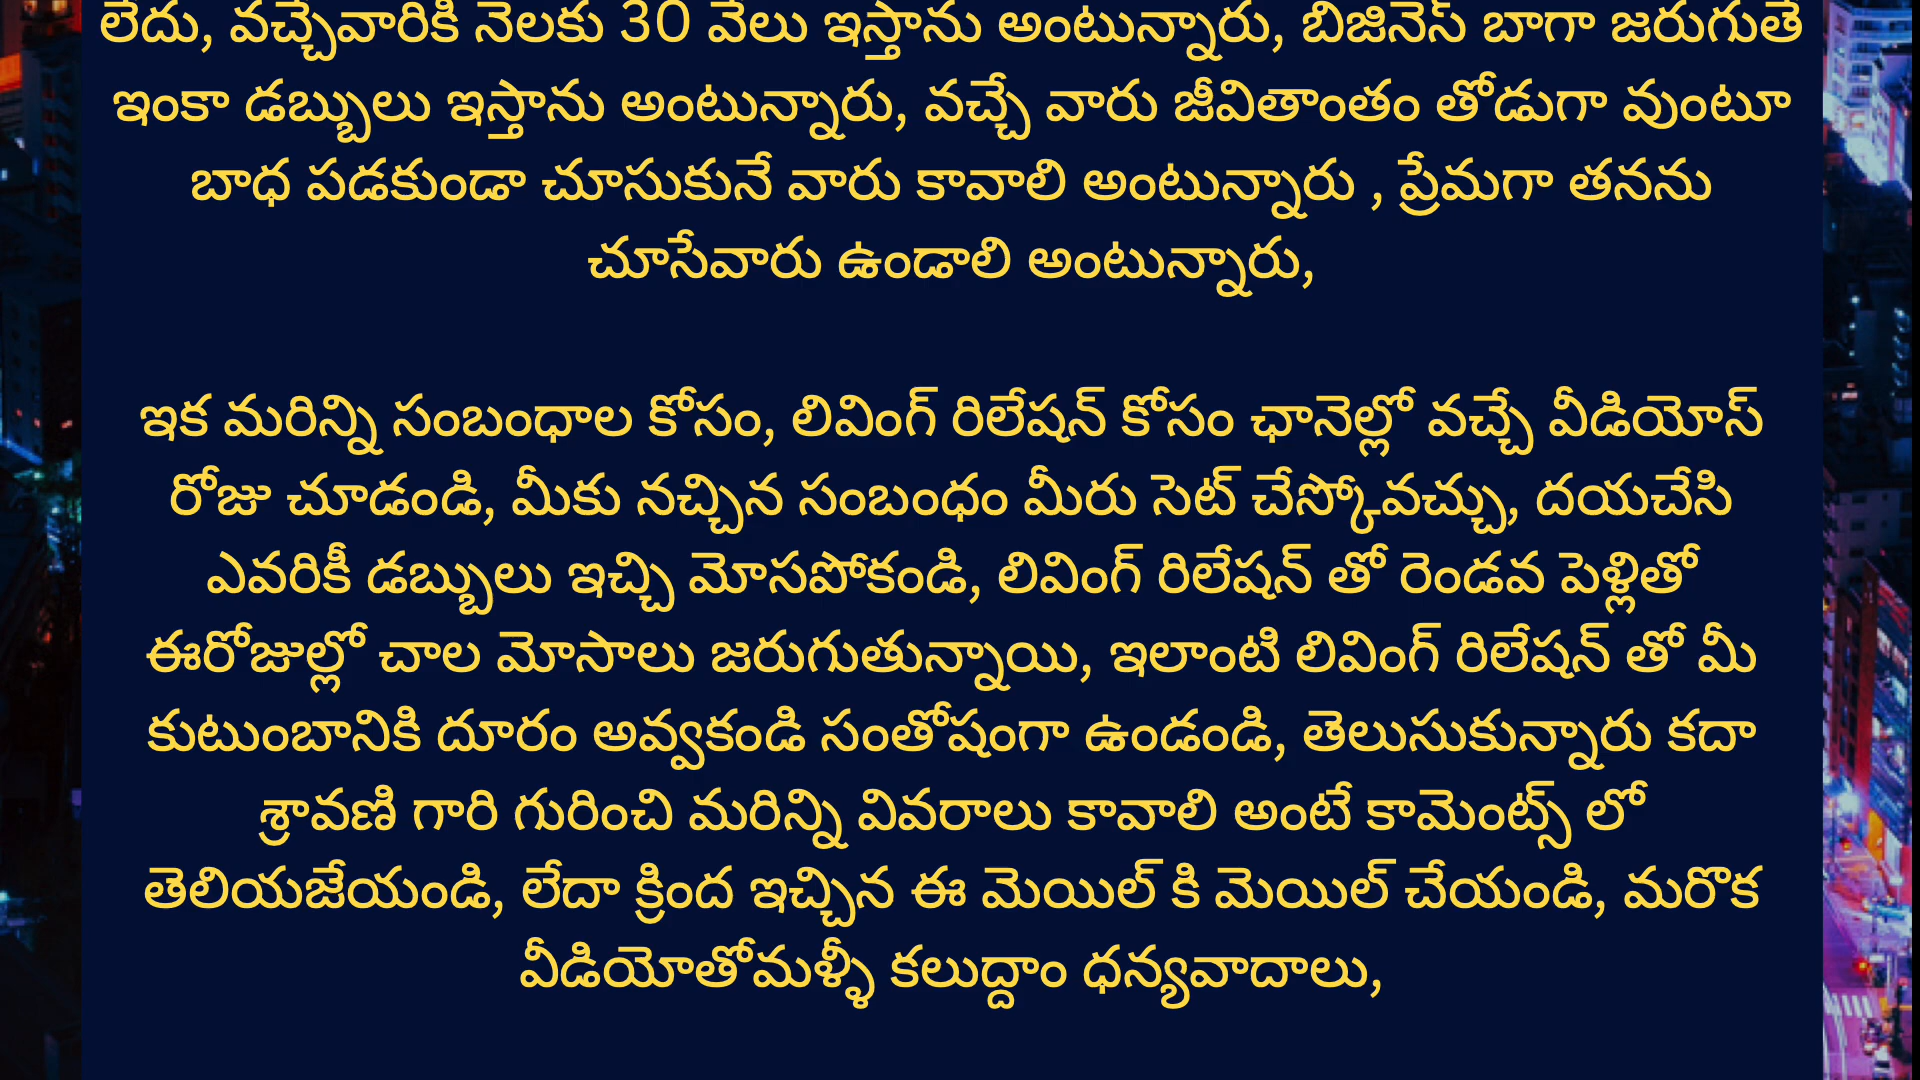 లేదు, వచ్చేవారికి నెలకు 30 వేలు ఇస్తాను అంటున్నారు, బిజినెస్ బాగా జరుగుతే
ఇంకా డబ్బులు ఇస్తాను అంటున్నారు, వచ్చే వారు జీవితాంతం తోడుగా వుంటూ
బాధ పడకుండా చూసుకునే వారు కావాలి అంటున్నారు , ప్రేమగా తనను
చూసేవారు ఉండాలి అంటున్నారు,
ఇక మరిన్ని సంబంధాల కోసం, లివింగ్ రిలేషన్ కోసం ఛానెల్లో వచ్చే వీడియోస్
రోజు చూడండి, మీకు నచ్చిన సంబంధం మీరు సెట్ చేస్కోవచ్చు, దయచేసి
ఎవరికీ డబ్బులు ఇచ్చి మోసపోకండి, లివింగ్ రిలేషన్ తో రెండవ పెళ్లితో
ఈరోజుల్లో చాల మోసాలు జరుగుతున్నాయి, ఇలాంటి లివింగ్ రిలేషన్ తో మీ
కుటుంబానికి దూరం అవ్వకండి సంతోషంగా ఉండండి, తెలుసుకున్నారు కదా
శ్రావణి గారి గురించి మరిన్ని వివరాలు కావాలి అంటే కామెంట్స్ లో
తెలియజేయండి, లేదా క్రింద ఇచ్చిన ఈ మెయిల్ కి మెయిల్ చేయండి, మరొక
వీడియోతోమళ్ళీ కలుద్దాం ధన్యవాదాలు,